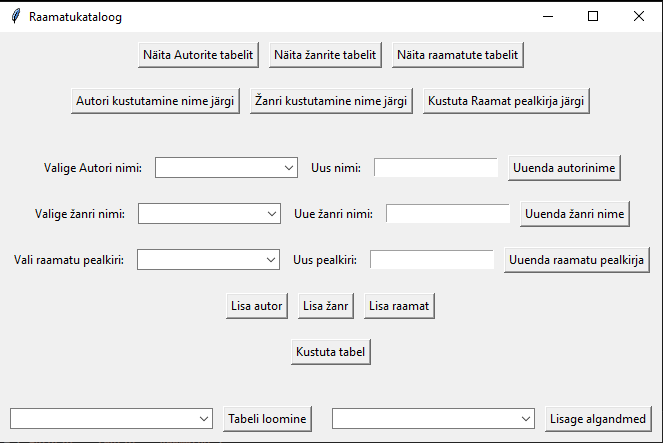 Raamatukataloog
Näita Autorite tabelit Näita žanrite tabelit Näita raamatute tabelit
Autori kustutamine nime järgi Žanri kustutamine nime järgi Kustuta Raamat pealkirja järgi
Valige Autori nimi: Uus nimi: Uuenda autorinime
Valige žanri nimi: Uue žanri nimi: Uuenda žanri nime
Vali raamatu pealkiri: Uus pealkiri: Uuenda raamatu pealkirja
Lisa autor Lisa žanr Lisa raamat
Kustuta tabel
Tabeli loomine Lisage algandmed